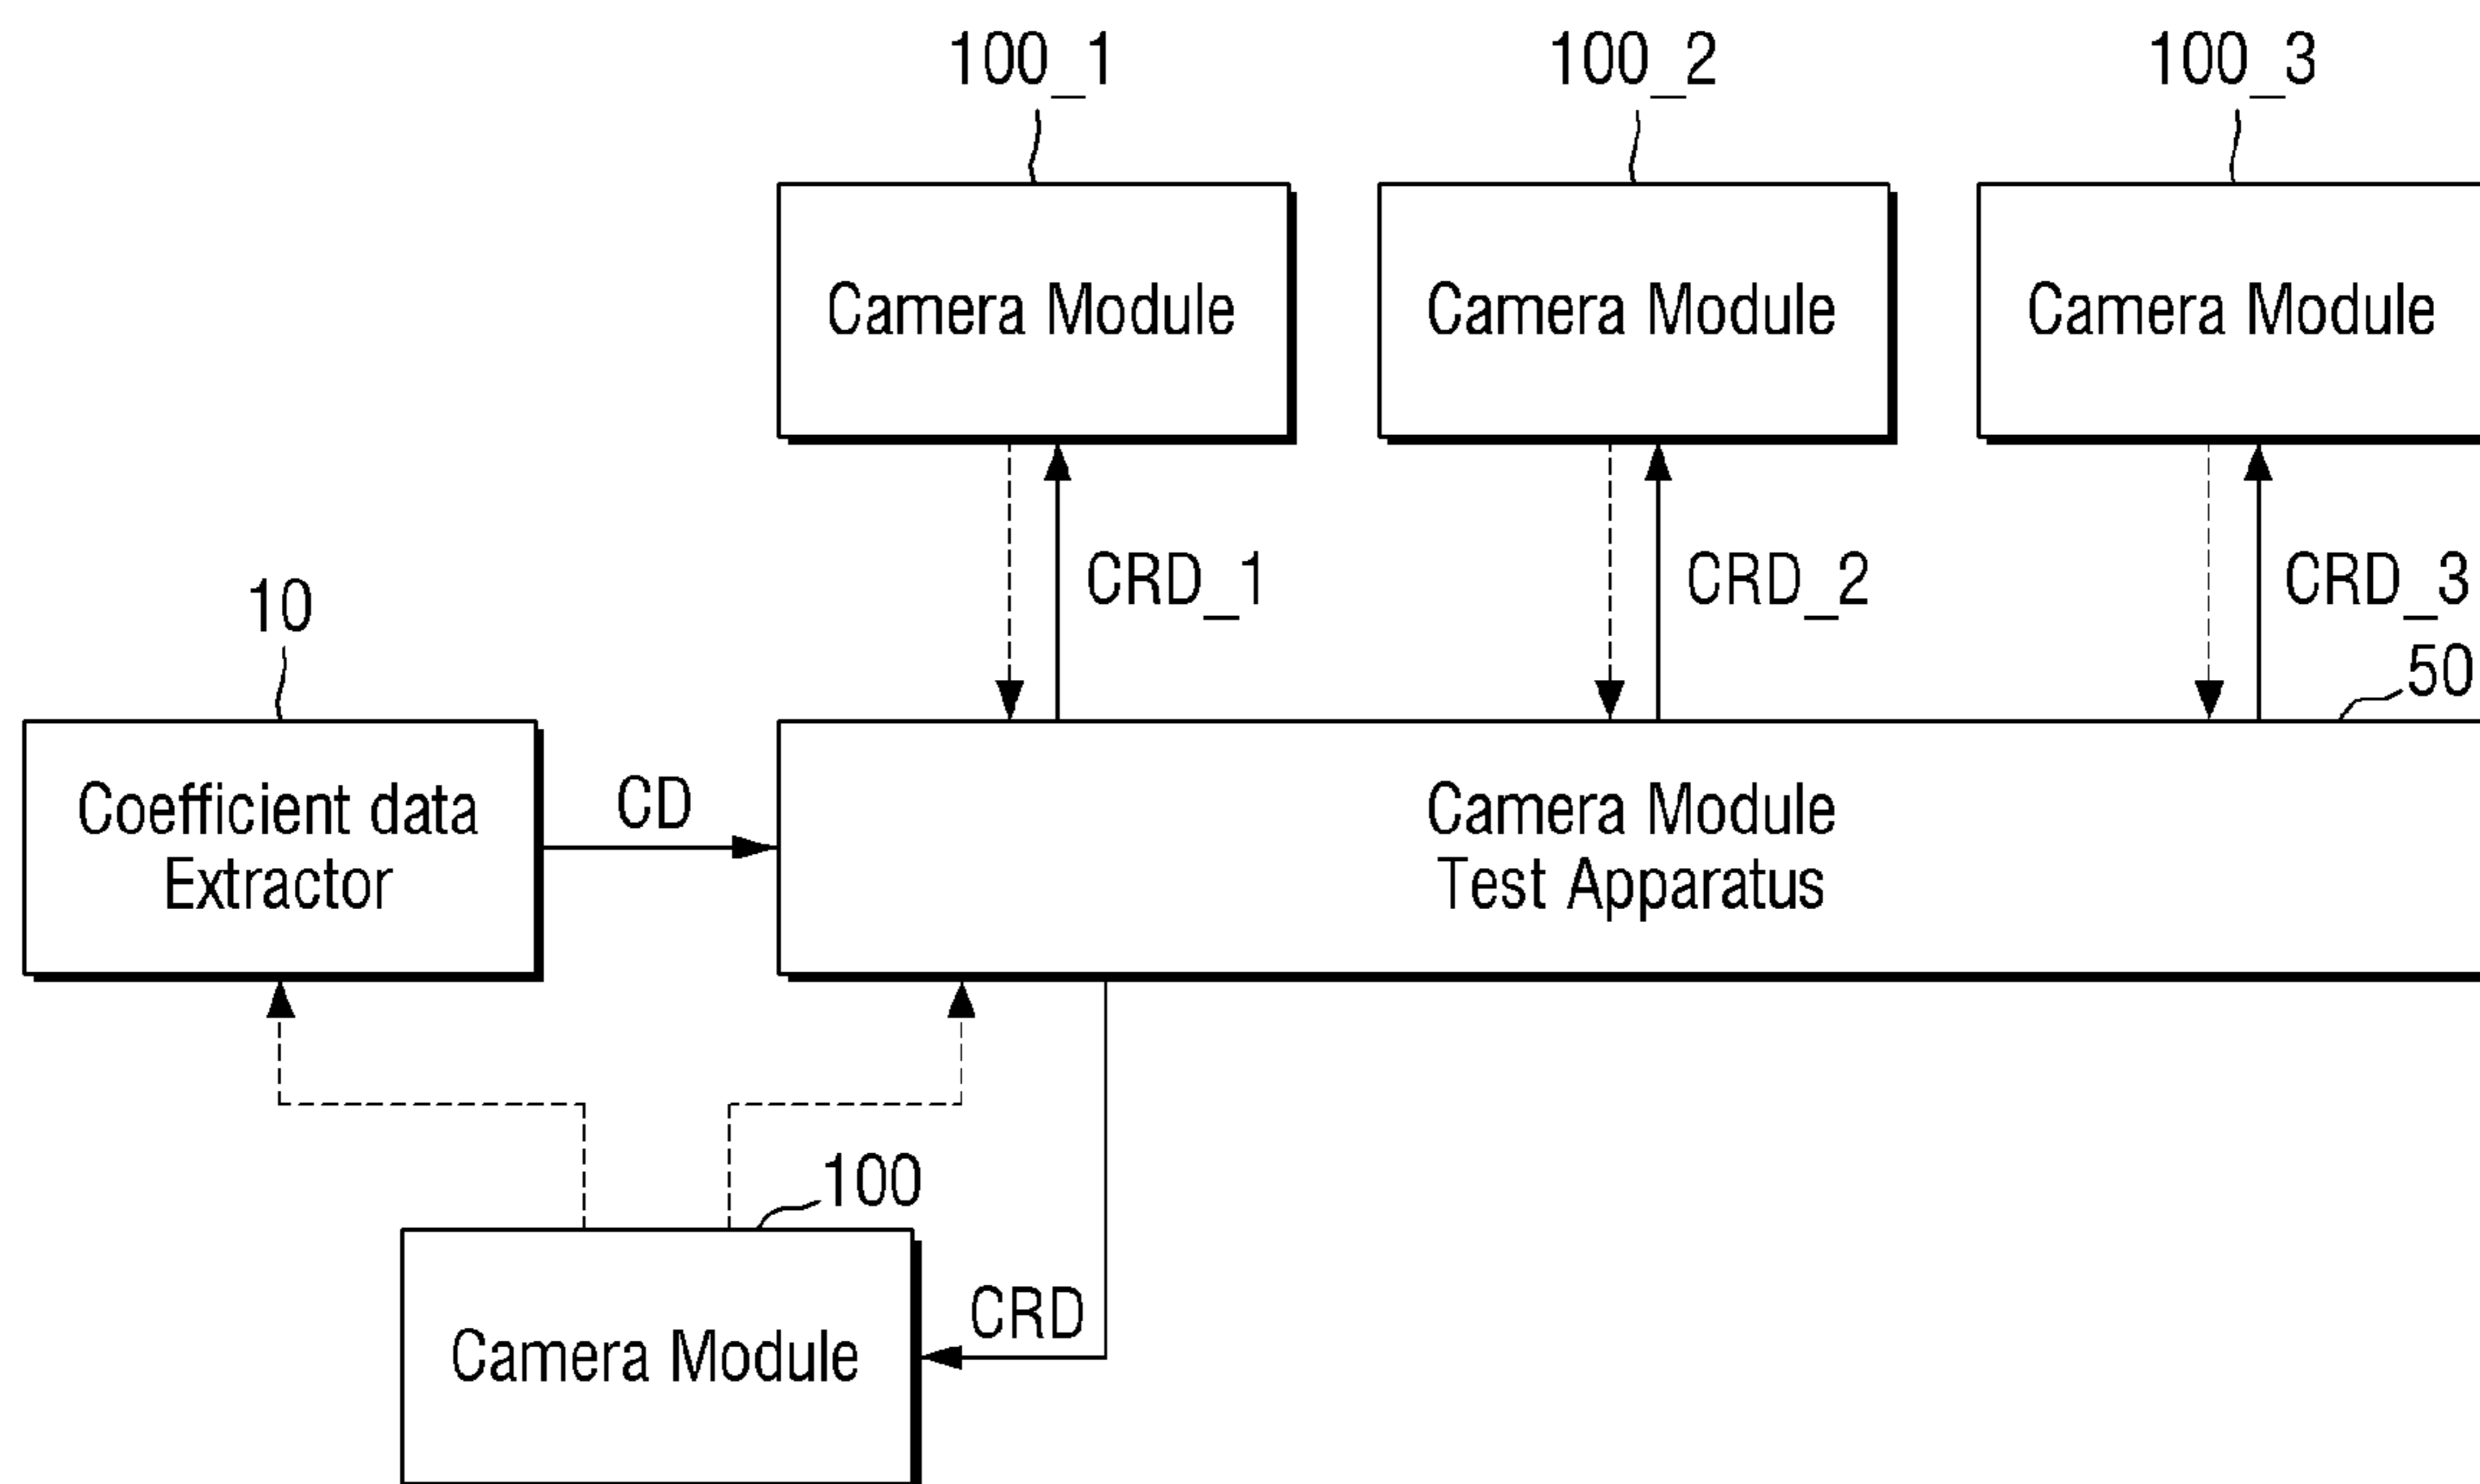 100_1
100_2
100_3
Camera Module
Camera Module
Camera Module
CRD_1
CRD_2
CRD_3
10
50
Coefficient data
Extractor
CD
Camera Module
Test Apparatus
100
CRD
Camera Module